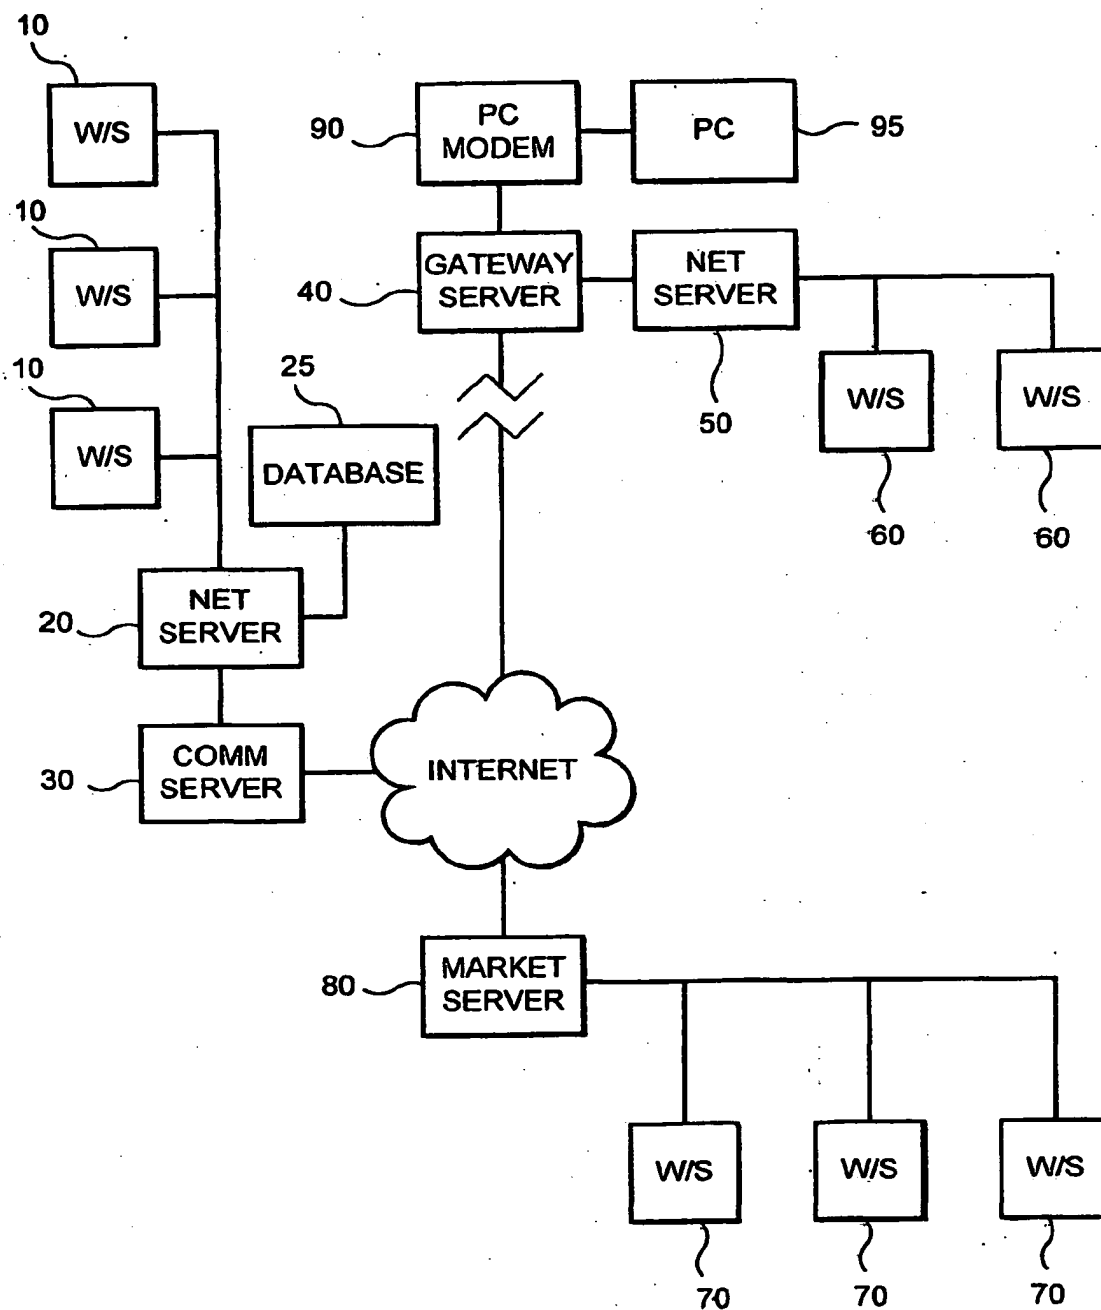 10
W/S
10
W/S
10
W/S
25
DATABASE
20
NET
SERVER
30
COMM
SERVER
90
PC
MODEM
PC
95
40
GATEWAY
SERVER
NET
SERVER
50
W/S
W/S
60
60
INTERNET
80
MARKET
SERVER
W/S
W/S
W/S
70
70
70